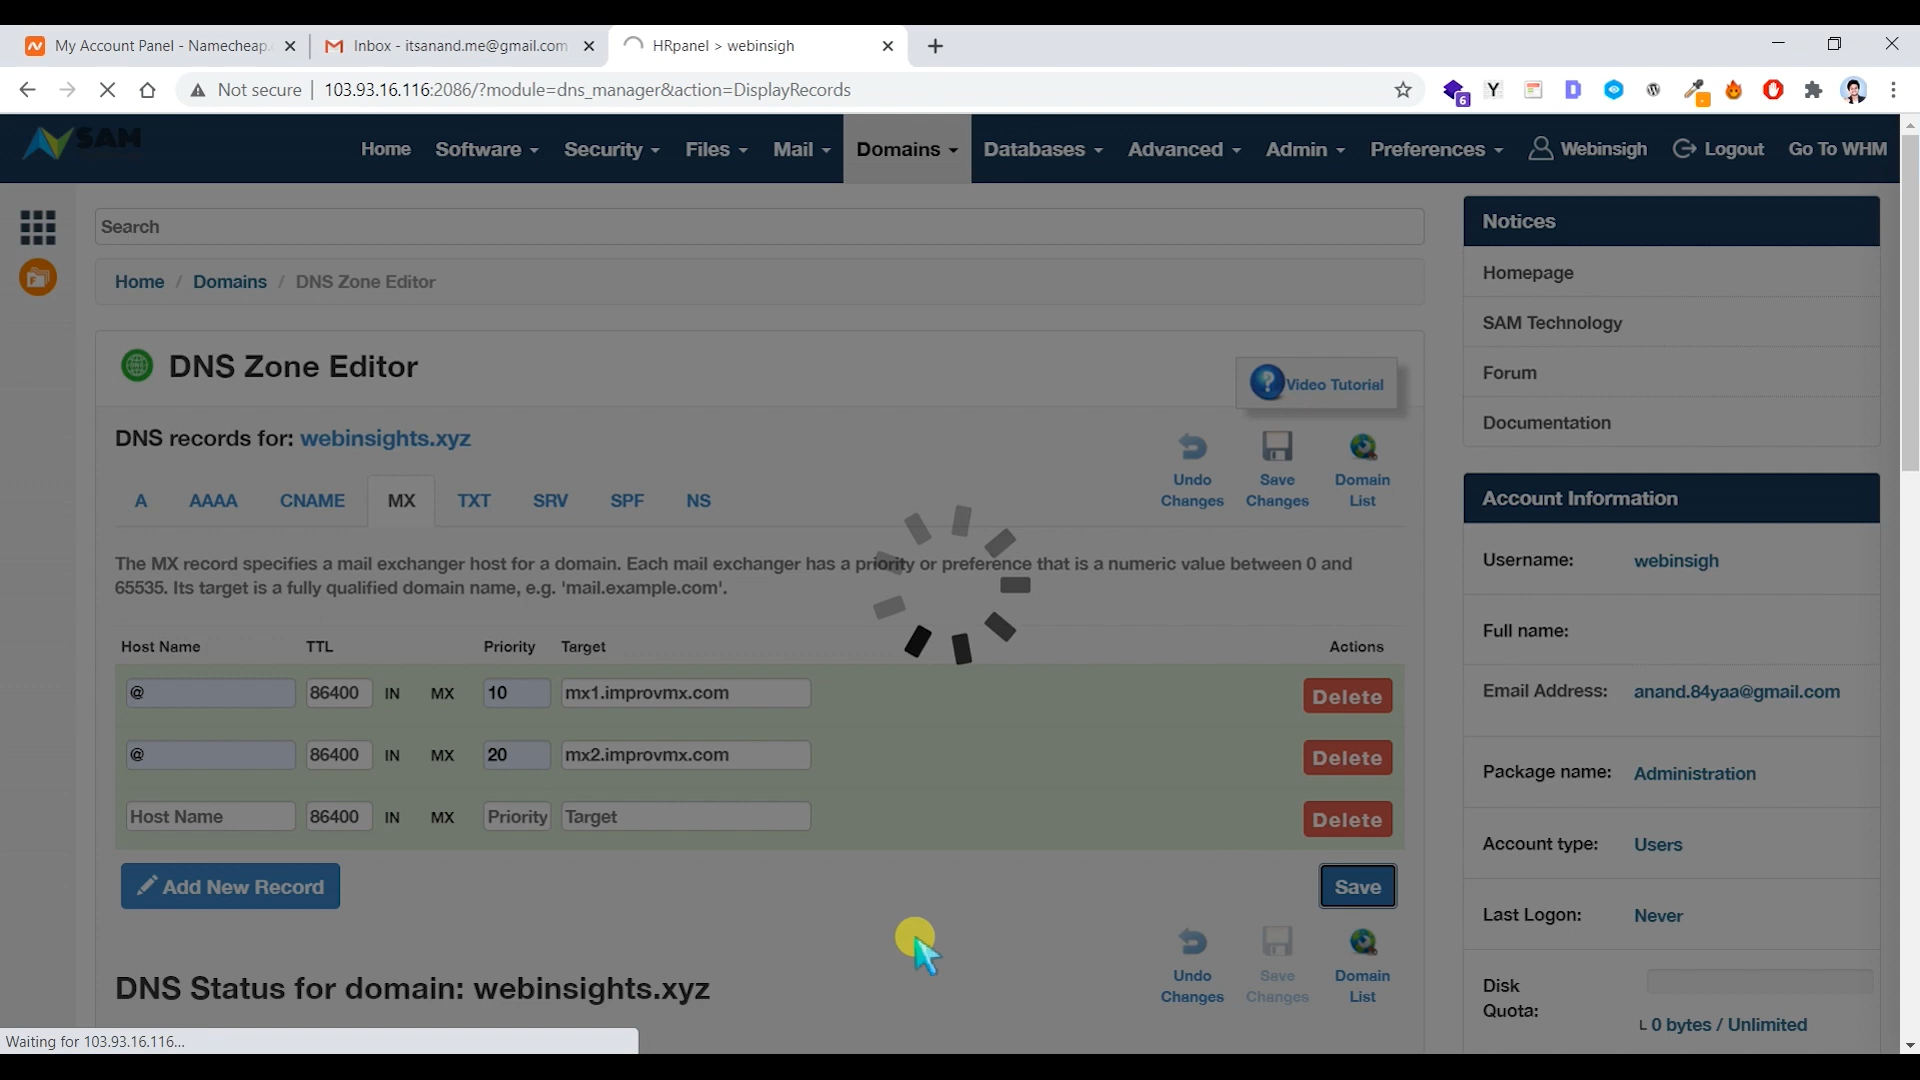 My Account Panel - Namecheap.
Inbox - itsanand.me@gmail.com
HRpanel > webinsigh
Not secure
103.93.16.116:2086/?module=dns_manager&action=DisplayRecords
6
Y
D
SAM
Home
Software
Security
Files
Mail
Domains
Databases
Advanced
Admin
Preferences
Webinsigh
Logout
Go To WHM
Search
Home / Domains / DNS Zone Editor
DNS Zone Editor
Video Tutorial
DNS records for: webinsights.xyz
Undo Changes
Save Changes
Domain List
A AAAA CNAME MX TXT SRV SPF NS
The MX record specifies a mail exchanger host for a domain. Each mail exchanger has a priority or preference that is a numeric value between 0 and
65535. Its target is a fully qualified domain name, e.g. 'mail.example.com'.
Host Name TTL Priority Target Actions
@ 86400 IN MX 10 mx1.improvmx.com Delete
@ 86400 IN MX 20 mx2.improvmx.com Delete
Host Name 86400 IN MX Priority Target Delete
Add New Record
Save
Undo Changes
Save Changes
Domain List
DNS Status for domain: webinsights.xyz
Notices
Homepage
SAM Technology
Forum
Documentation
Account Information
Username: webinsigh
Full name:
Email Address: anand.84yaa@gmail.com
Package name: Administration
Account type: Users
Last Logon: Never
Disk
Quota:
0 bytes / Unlimited
Waiting for 103.93.16.116...